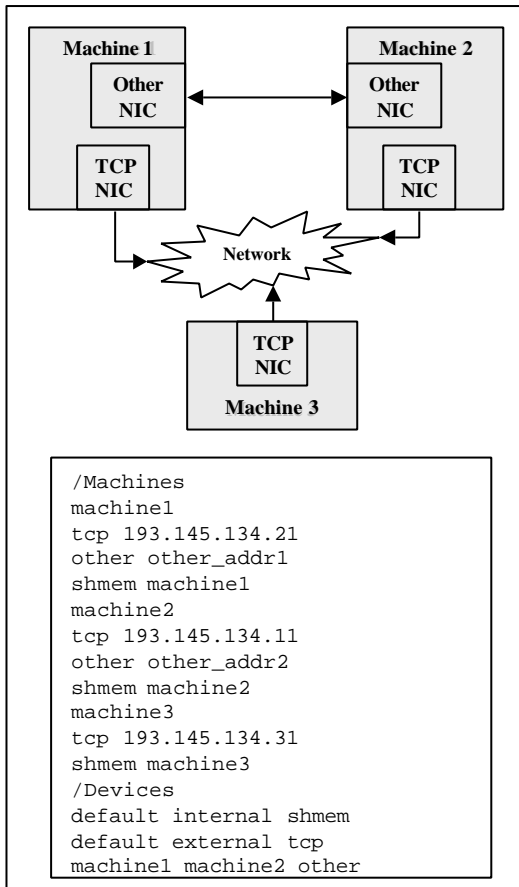 Machine 1
Machine 2
Other
NIC
Other
NIC
TCP
NIC
TCP
NIC
Network
TCP
NIC
Machine 3
/Machines
machine1
tcp 193.145.134.21
other other_addr1
shmem machine1
machine2
tcp 193.145.134.11
other other_addr2
shmem machine2
machine3
tcp 193.145.134.31
shmem machine3
/Devices
default internal shmem
default external tcp
machine1 machine2 other